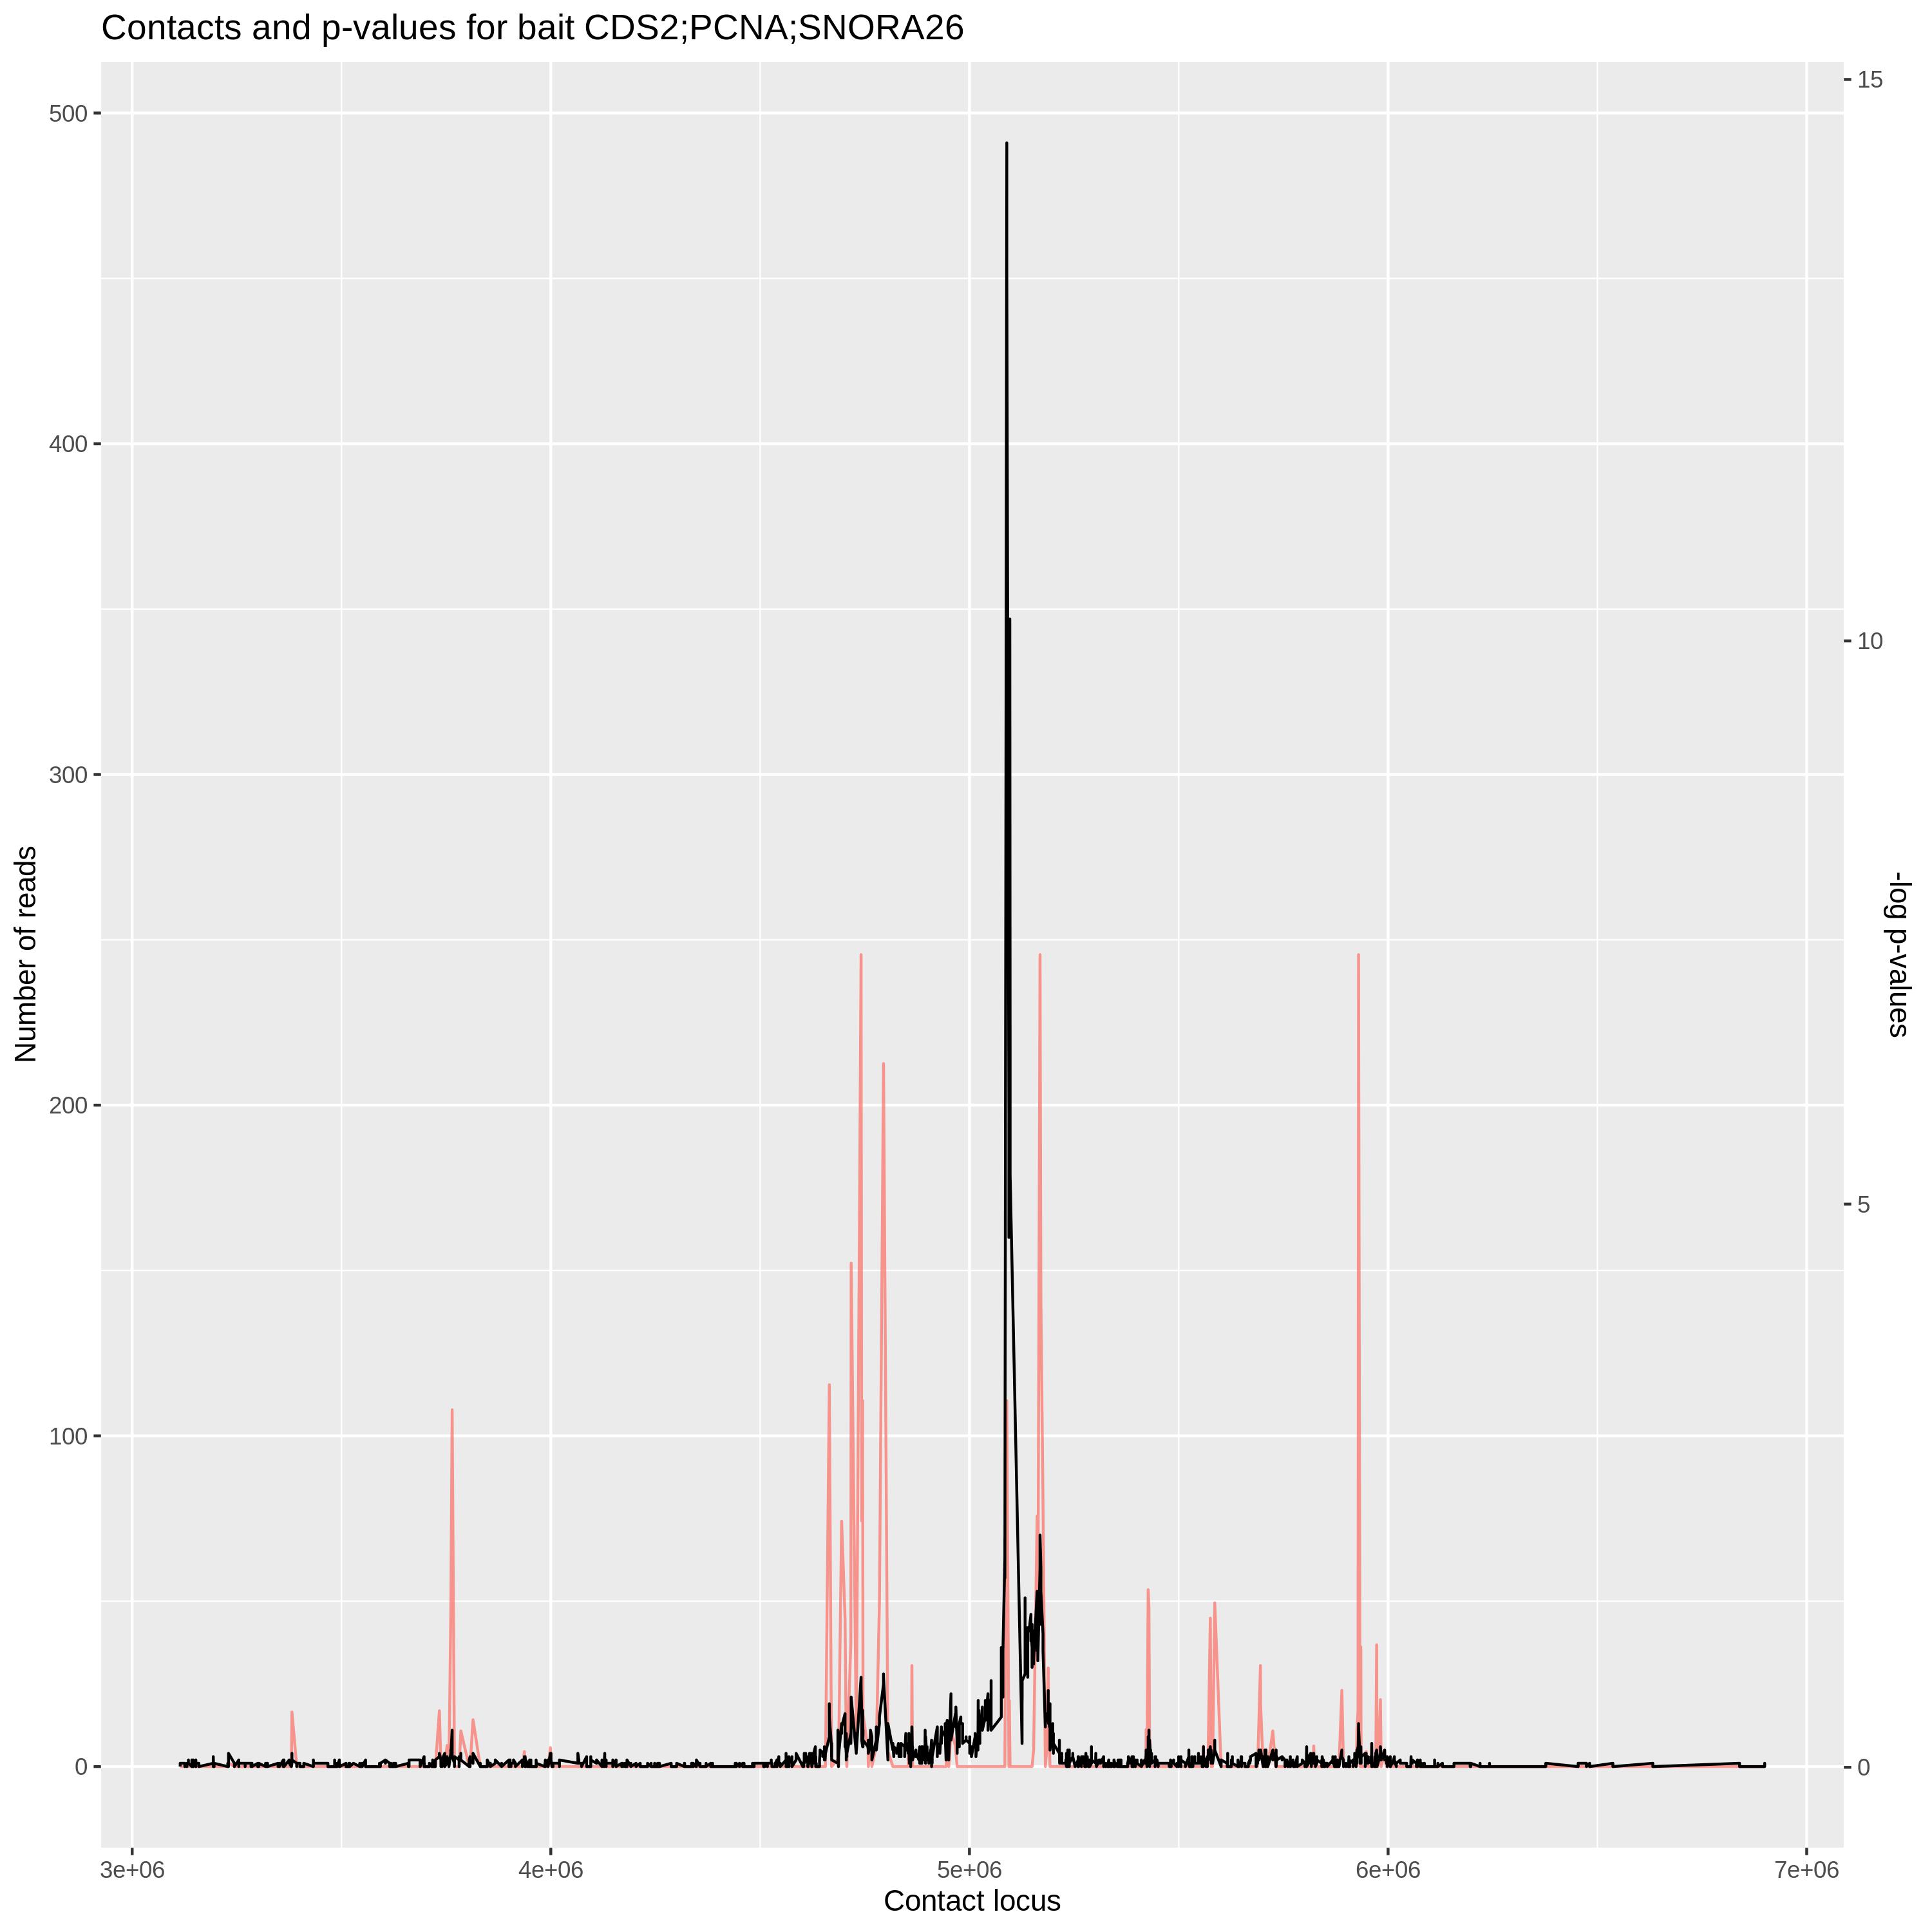 Contacts and p-values for bait CDS2;PCNA;SNORA26
500
400
300
200
100
0
Number of reads
15
10
5
0
-log p-values
3e+06
4e+06
5e+06
6e+06
7e+06
Contact locus